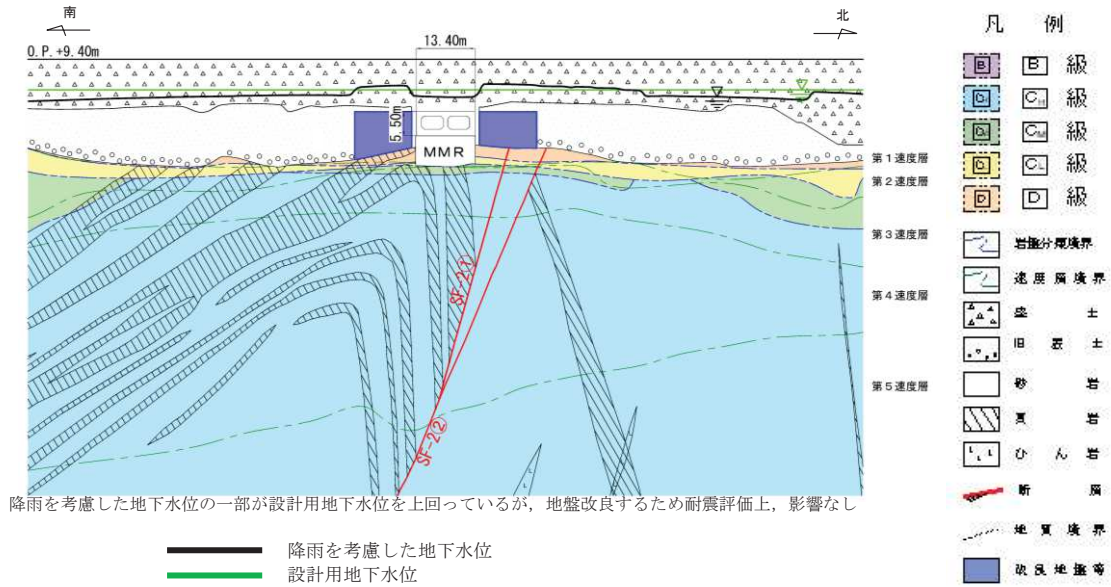 南
北
13.40m
O.P.+9.40m
5.50m
MMR
SF-2①
SF-2②
第1速度層
第2速度層
第3速度層
第4速度層
第5速度層
降雨を考慮した地下水位の一部が設計用地下水位を上回っているが，地盤改良するため耐震評価上，影響なし
降雨を考慮した地下水位
設計用地下水位
凡 例
B B 級
CH CH 級
CM CM 級
CL CL 級
D D 級
岩盤分類境界
速度層境界
盛 土
旧 表 土
砂 岩
頁 岩
ひ ん 岩
断 層
地 質 境 界
改 良 地 盤 等